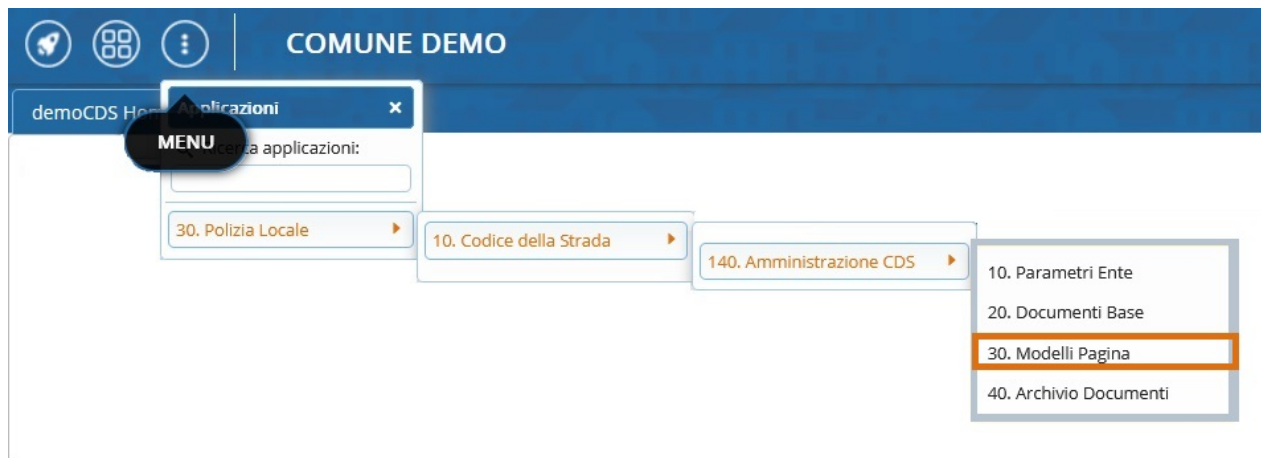 COMUNE DEMO
demoCDS
Applicazioni
MENU
applicazioni:
30. Polizia Locale
10. Codice della Strada
140. Amministrazione CDS
10. Parametri Ente
20. Documenti Base
30. Modelli Pagina
40. Archivio Documenti